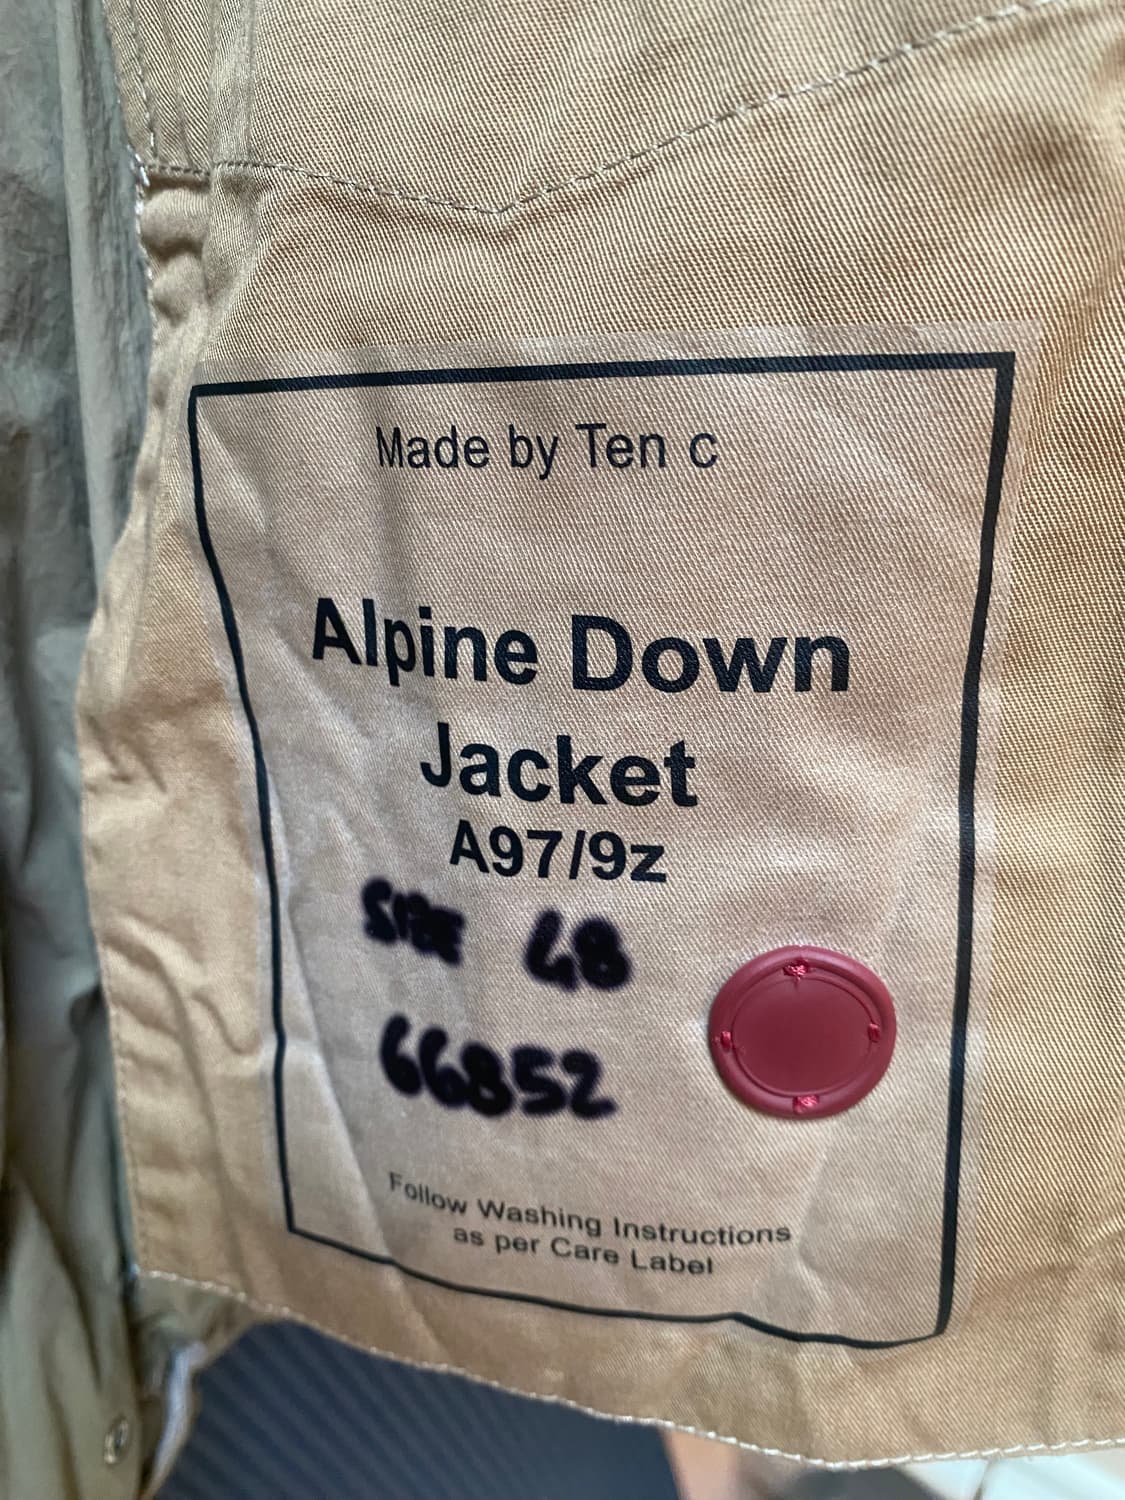 Made by Ten c
Alpine Down
Jacket
A97/9z
SIZE 48
66852
Follow Washing Instructions
as per Care Label